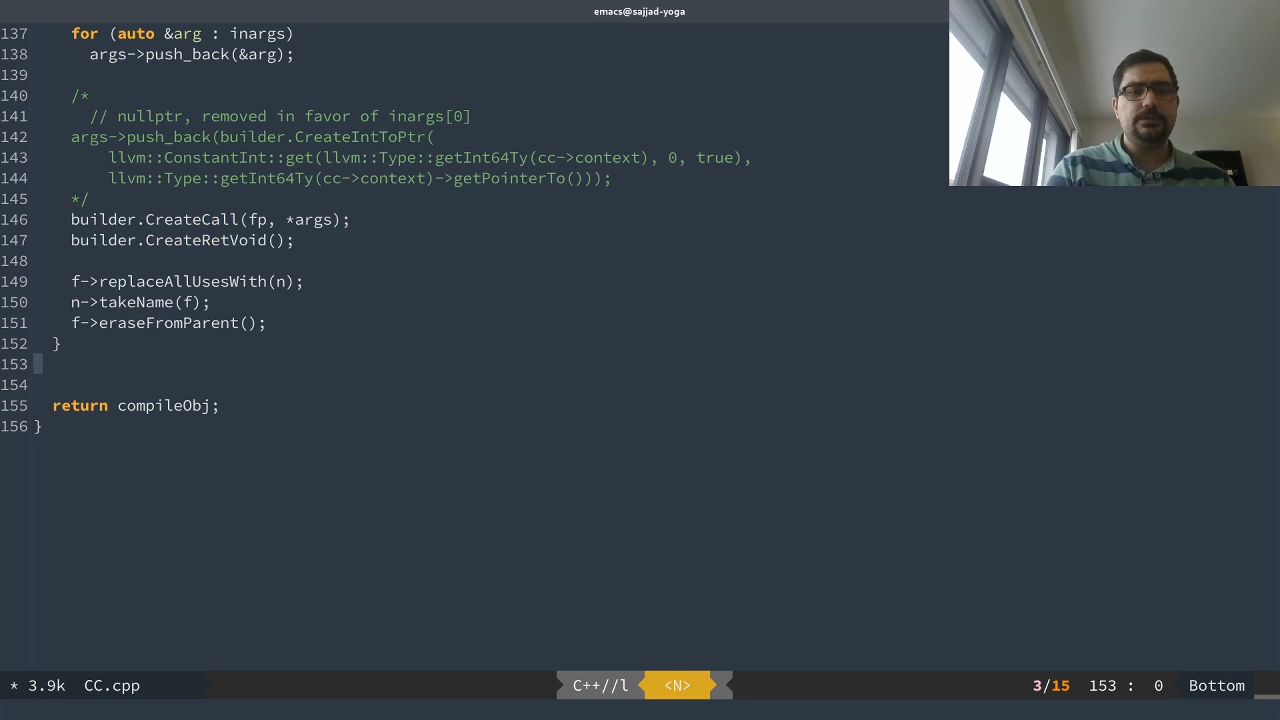 emacs@sajjad-yoga
137 for (auto &arg : inargs)
138 args->push_back(&arg);
139
140 /*
141 // nullptr, removed in favor of inargs[0]
142 args->push_back(builder.CreateIntToPtr(
143 llvm::ConstantInt::get(llvm::Type::getInt64Ty(cc->context), 0, true),
144 llvm::Type::getInt64Ty(cc->context)->getPointerTo()));
145 */
146 builder.CreateCall(fp, *args);
147 builder.CreateRetVoid();
148
149 f->replaceAllUsesWith(n);
150 n->takeName(f);
151 f->eraseFromParent();
152 }
153
154
155 return compileObj;
156 }
* 3.9k CC.cpp C++//l <N> 3/15 153 : 0 Bottom